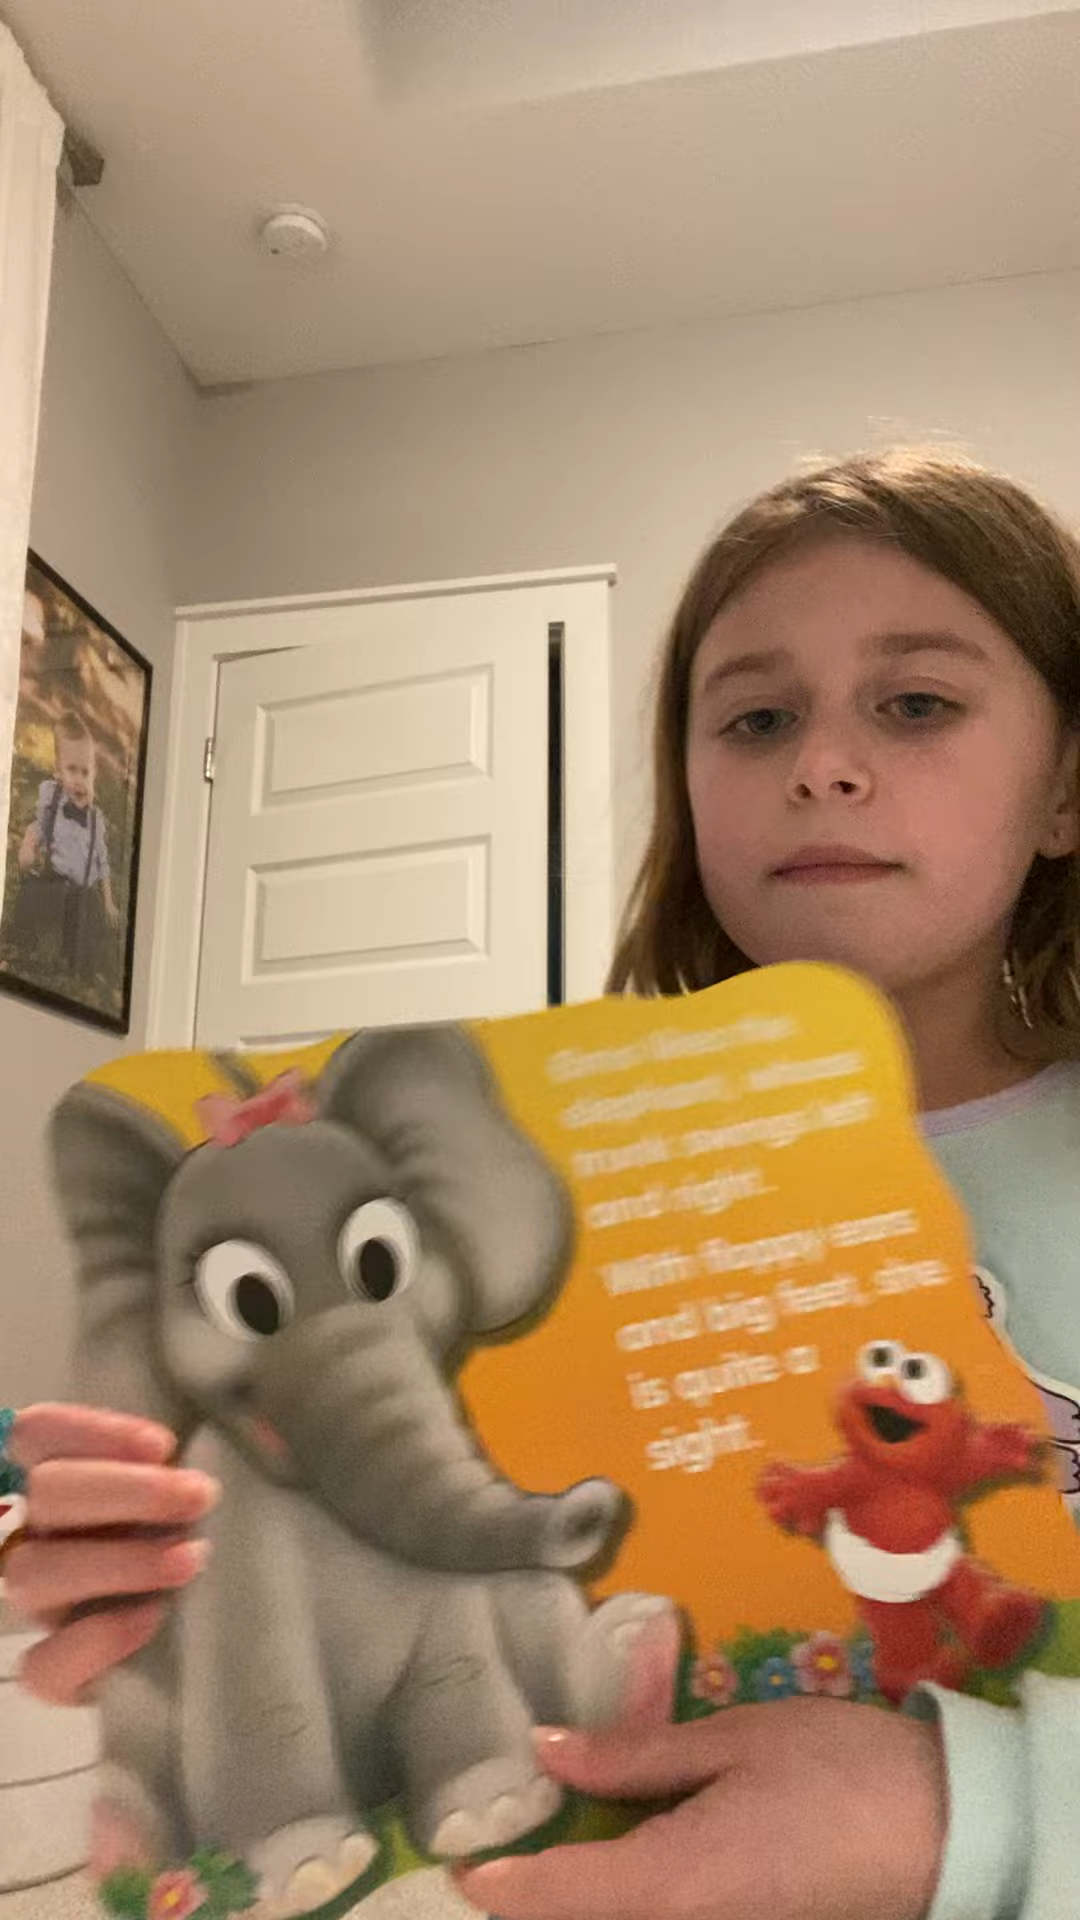 elephant, whose
trunk swings left
and right.
With floppy ears
and big feet, she
is quite a
sight.